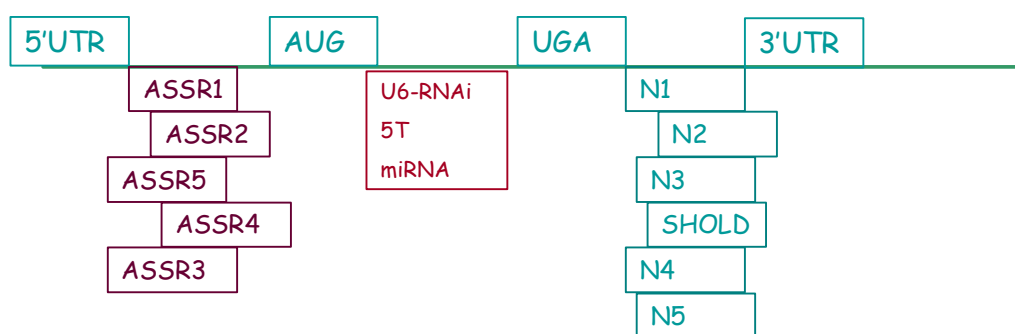 5'UTR
AUG
UGA
3'UTR
ASSR1
ASSR2
ASSR5
ASSR4
ASSR3
U6-RNAi
5T
miRNA
N1
N2
N3
SHOLD
N4
N5